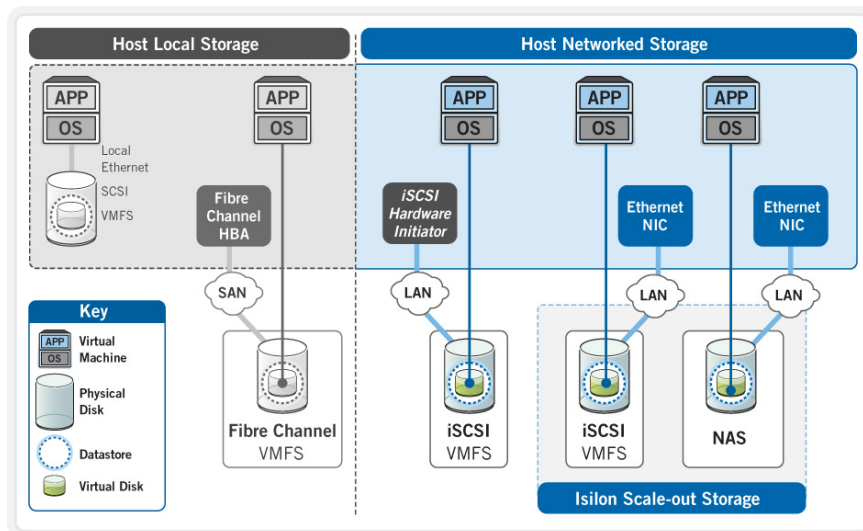 Host Local Storage
Host Networked Storage
APP
OS
APP
OS
APP
OS
APP
OS
APP
OS
Local
Ethernet
SCSI
VMFS
Fibre
Channel
HBA
iSCSI
Hardware
Initiator
Ethernet
NIC
Ethernet
NIC
SAN
LAN
LAN
LAN
Key
APP
OS
Virtual
Machine
Physical
Disk
Datastore
Virtual Disk
Fibre Channel
VMFS
iSCSI
VMFS
iSCSI
VMFS
NAS
Isilon Scale-out Storage